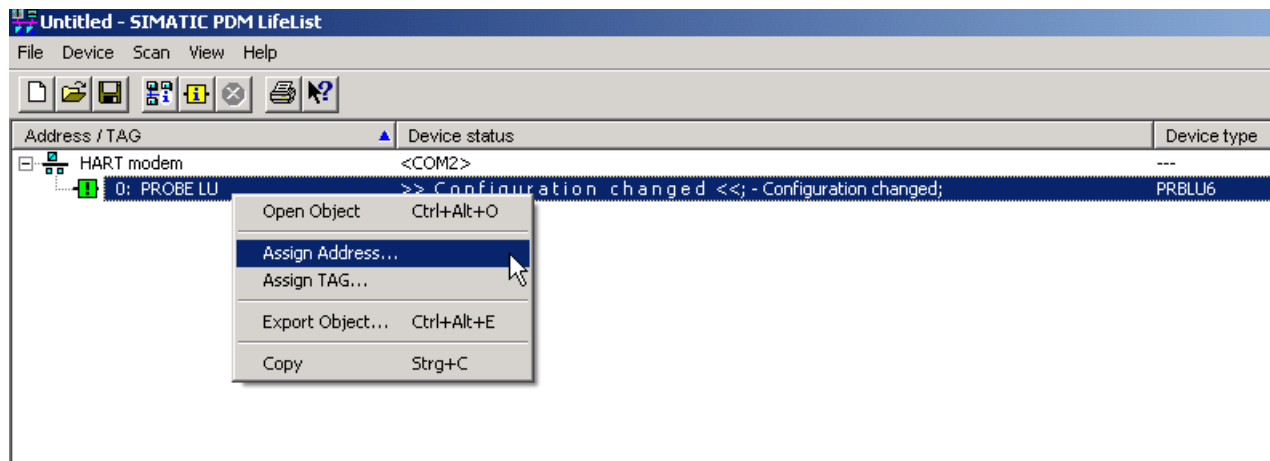 Untitled - SIMATIC PDM LifeList
File Device Scan View Help
Address / TAG Device status Device type
HART modem <COM2> ---
0: PROBE LU >> C o n f i g u r a t i o n c h a n g e d <<; - Configuration changed; PRBLU6
Open Object Ctrl+Alt+O
Assign Address...
Assign TAG...
Export Object... Ctrl+Alt+E
Copy Strg+C